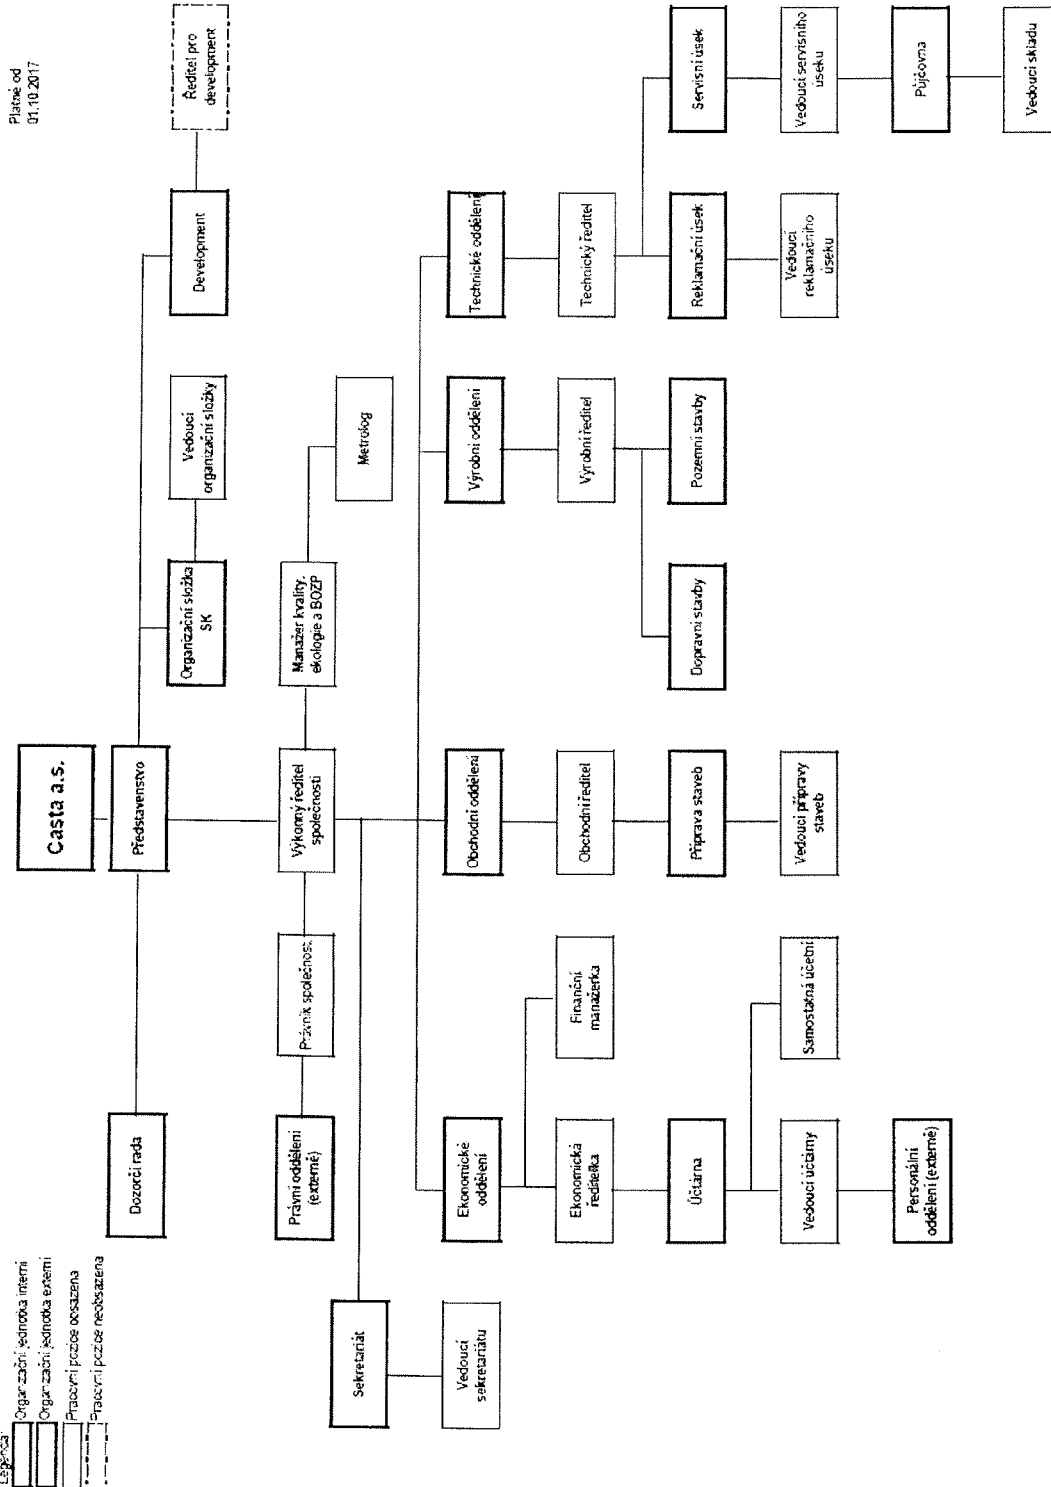 Legenda:
Organizační jednotka interní
Organizační jednotka externí
Pracovní pozice obsazena
Pracovní pozice neobsazena
Platné od
01.10.2017
Casta a.s.
Dozorčí rada
Představenstvo
Organizační složka
SK
Vedoucí
organizační složky
Development
Ředitel pro
development
Právní oddělení
(externě)
Právník společnosti
Výkonný ředitel
společnosti
Manažer kvality,
ekologie a BOZP
Metrolog
Sekretariát
Vedoucí
sekretariátu
Ekonomické
oddělení
Obchodní oddělení
Výrobní oddělení
Technické oddělení
Ekonomická
ředitelka
Finanční
manažerka
Obchodní ředitel
Výrobní ředitel
Technický ředitel
Účtárna
Příprava staveb
Dopravní stavby
Pozemní stavby
Reklamační úsek
Servisní úsek
Vedoucí účtárny
Samostatná účetní
Vedoucí přípravy
staveb
Vedoucí
reklamačního
úseku
Vedoucí servisního
úseku
Personální
oddělení (externě)
Půjčovna
Vedoucí skladu